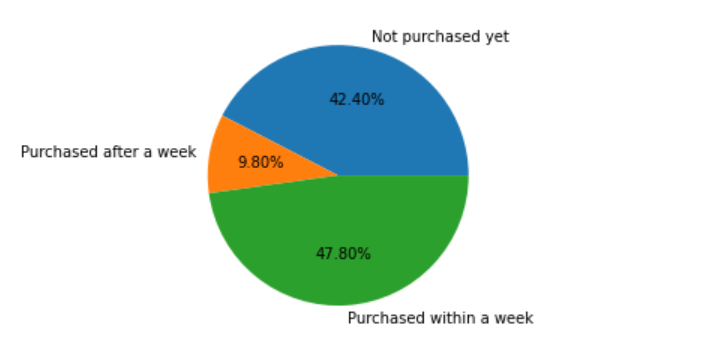 Not purchased yet
42.40%
Purchased after a week
9.80%
47.80%
Purchased within a week